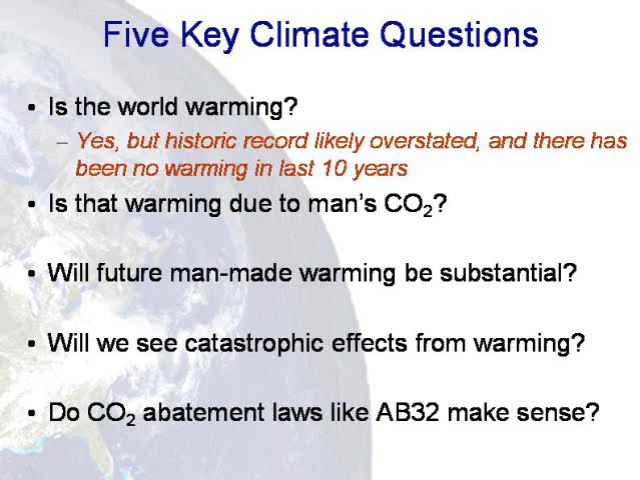 Five Key Climate Questions
• Is the world warming?
– Yes, but historic record likely overstated, and there has
been no warming in last 10 years
• Is that warming due to man's CO₂?
• Will future man-made warming be substantial?
• Will we see catastrophic effects from warming?
• Do CO₂ abatement laws like AB32 make sense?